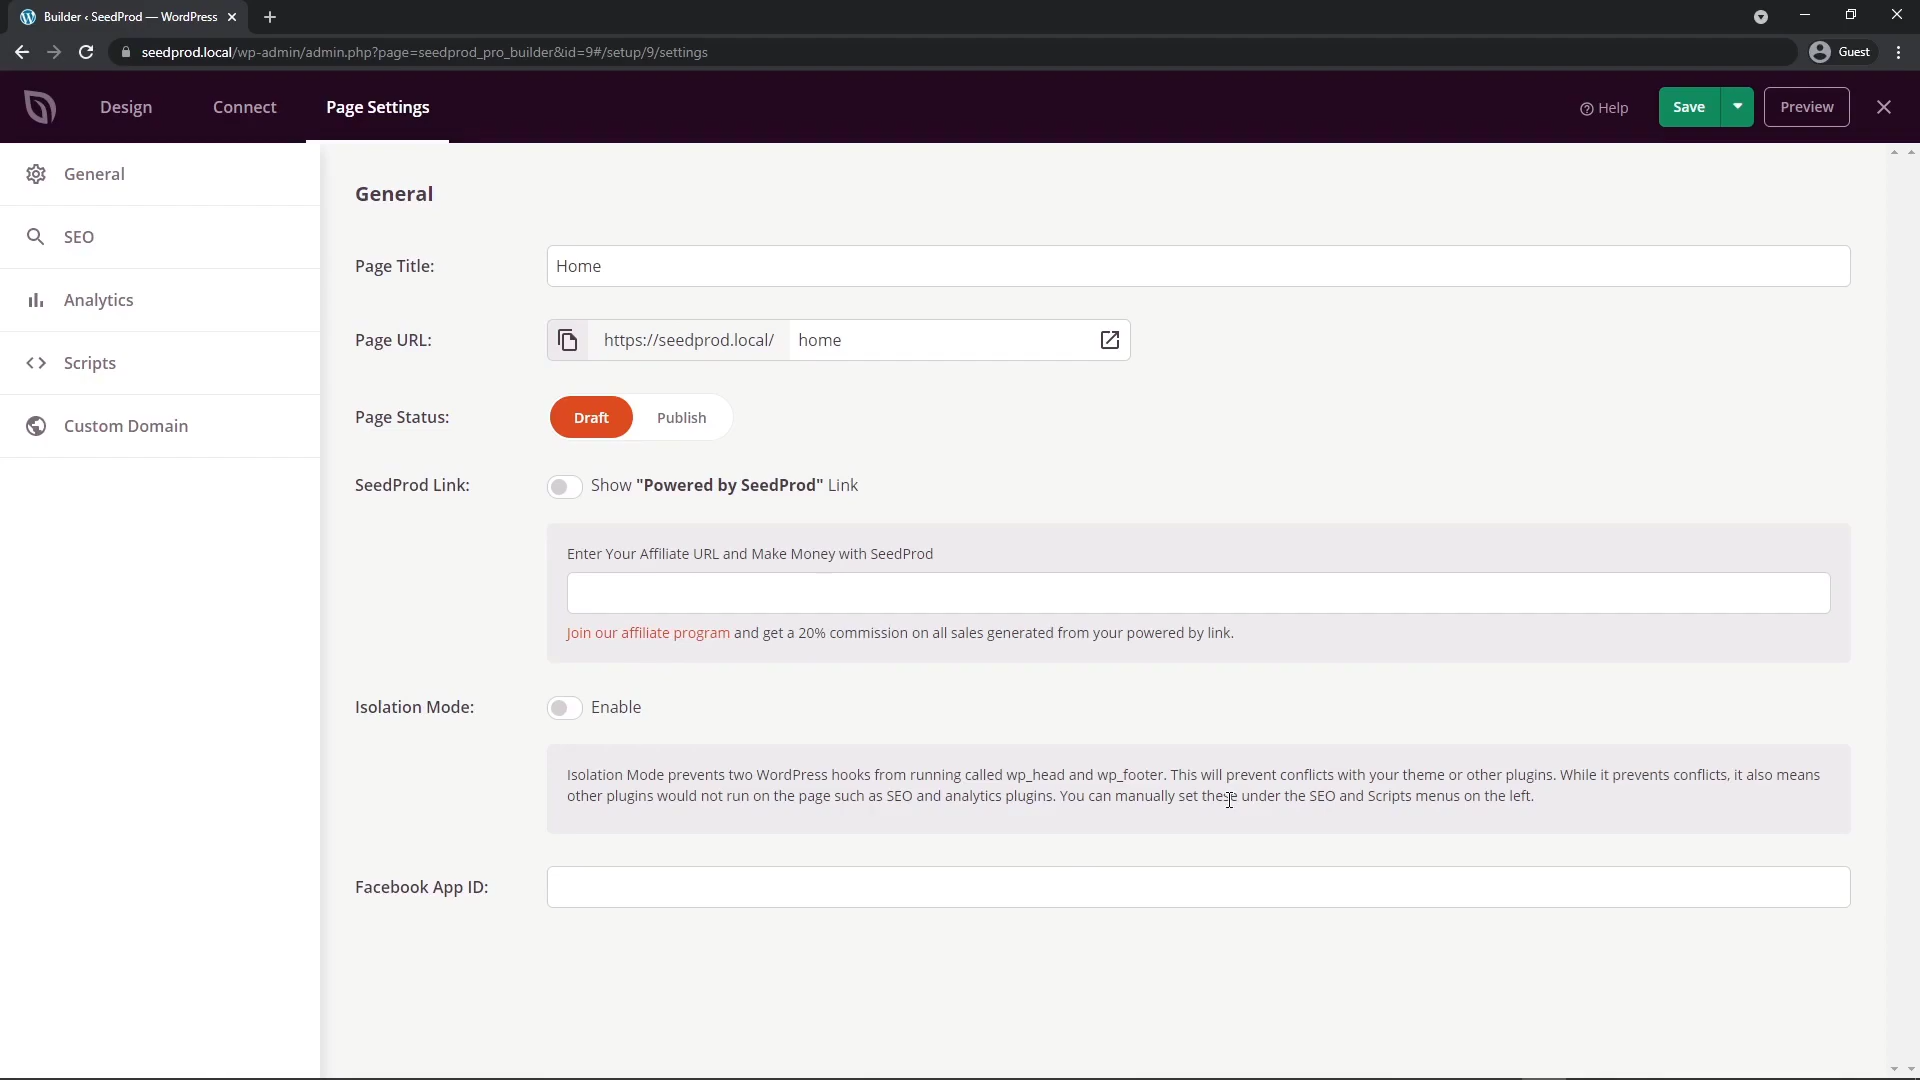 Builder ‹ SeedProd — WordPress
seedprod.local/wp-admin/admin.php?page=seedprod_pro_builder&id=9#/setup/9/settings
Guest
Design
Connect
Page Settings
Help
Save
Preview
General
SEO
Analytics
Scripts
Custom Domain
General
Page Title:
Home
Page URL:
https://seedprod.local/
home
Page Status:
Draft
Publish
SeedProd Link:
Show "Powered by SeedProd" Link
Enter Your Affiliate URL and Make Money with SeedProd
Join our affiliate program and get a 20% commission on all sales generated from your powered by link.
Isolation Mode:
Enable
Isolation Mode prevents two WordPress hooks from running called wp_head and wp_footer. This will prevent conflicts with your theme or other plugins. While it prevents conflicts, it also means
other plugins would not run on the page such as SEO and analytics plugins. You can manually set these under the SEO and Scripts menus on the left.
Facebook App ID: